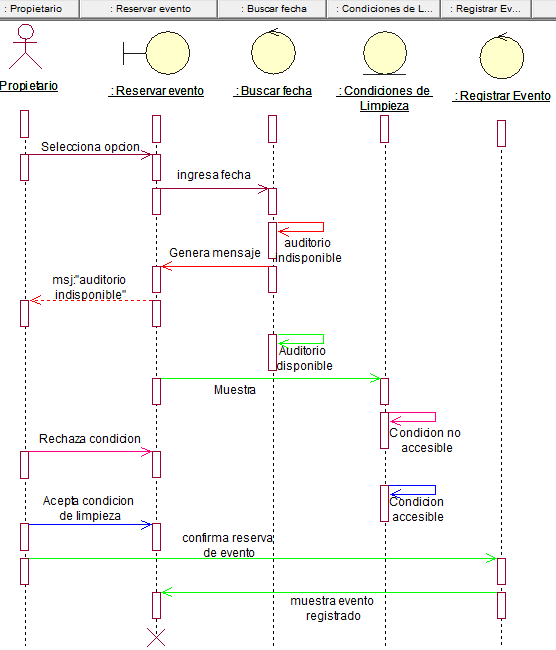 : Propietario
: Reservar evento
: Buscar fecha
: Condiciones de L...
: Registrar Ev...
Propietario
: Reservar evento
: Buscar fecha
: Condiciones de
Limpieza
: Registrar Evento
Selecciona opcion
ingresa fecha
auditorio
indisponible
Genera mensaje
msj:"auditorio
indisponible"
Auditorio
disponible
Muestra
Condicion no
accesible
Rechaza condicion
Condicion
accesible
Acepta condicion
de limpieza
confirma reserva
de evento
muestra evento
registrado